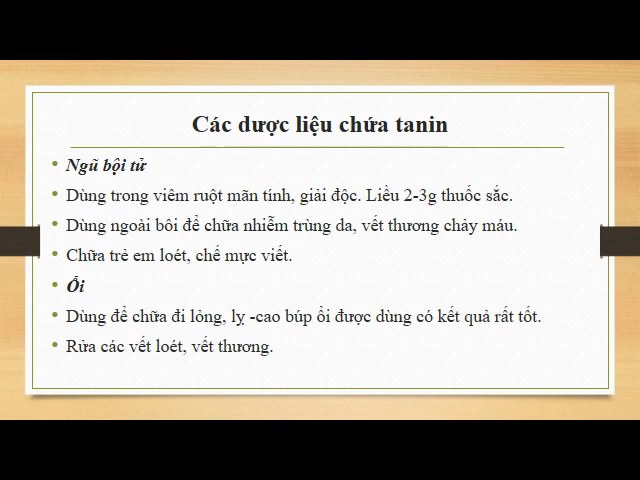 Các dược liệu chứa tanin
• Ngũ bội tử
• Dùng trong viêm ruột mãn tính, giải độc. Liều 2-3g thuốc sắc.
• Dùng ngoài bôi để chữa nhiễm trùng da, vết thương chảy máu.
• Chữa trẻ em loét, chế mực viết.
• Ổi
• Dùng để chữa đi lỏng, lỵ -cao búp ổi được dùng có kết quả rất tốt.
• Rửa các vết loét, vết thương.